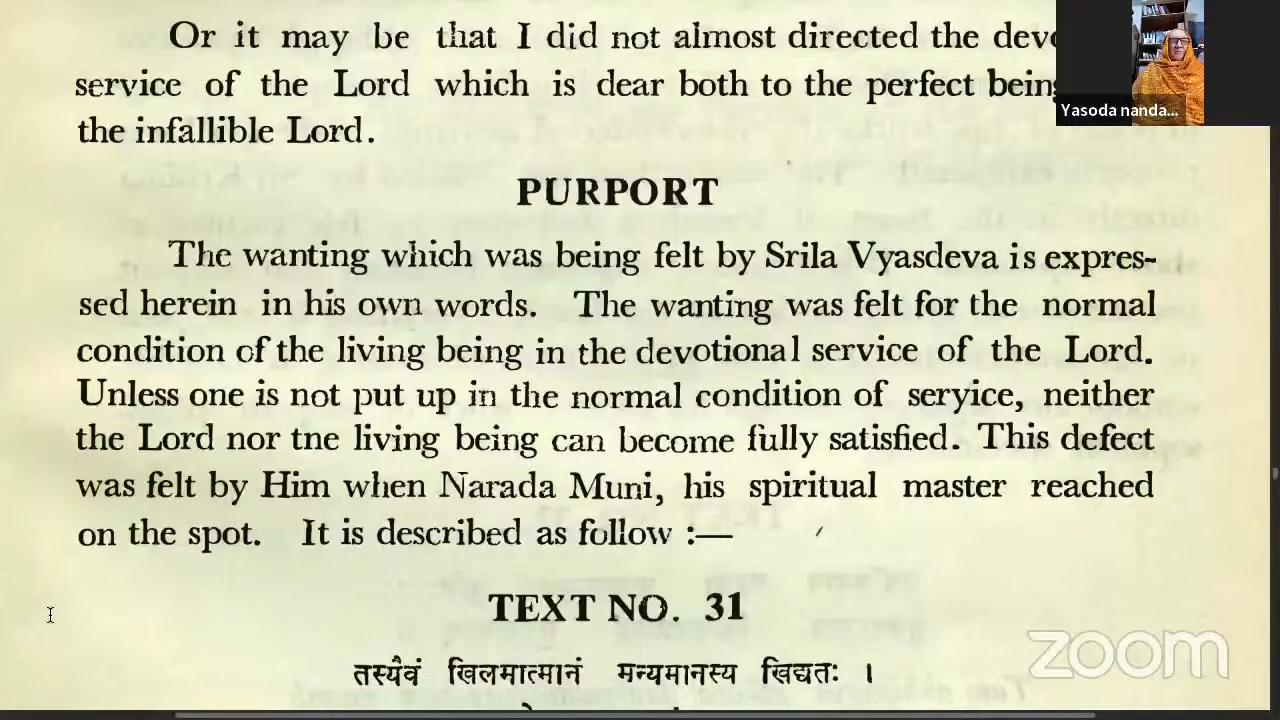 Or it may be that I did not almost directed the
service of the Lord which is dear both to the perfect
the infallible Lord.
PURPORT
The wanting which was being felt by Srila Vyasdeva is expres-
sed herein in his own words. The wanting was felt for the normal
condition of the living being in the devotional service of the Lord.
Unless one is not put up in the normal condition of seryice, neither
the Lord nor tne living being can become fully satisfied. This defect
was felt by Him when Narada Muni, his spiritual master reached
on the spot. It is described as follow :—
TEXT NO. 31
तस्यैवं खिलमात्मानं मन्यमानस्य खिद्यतः ।
Yasoda nanda...
zoom